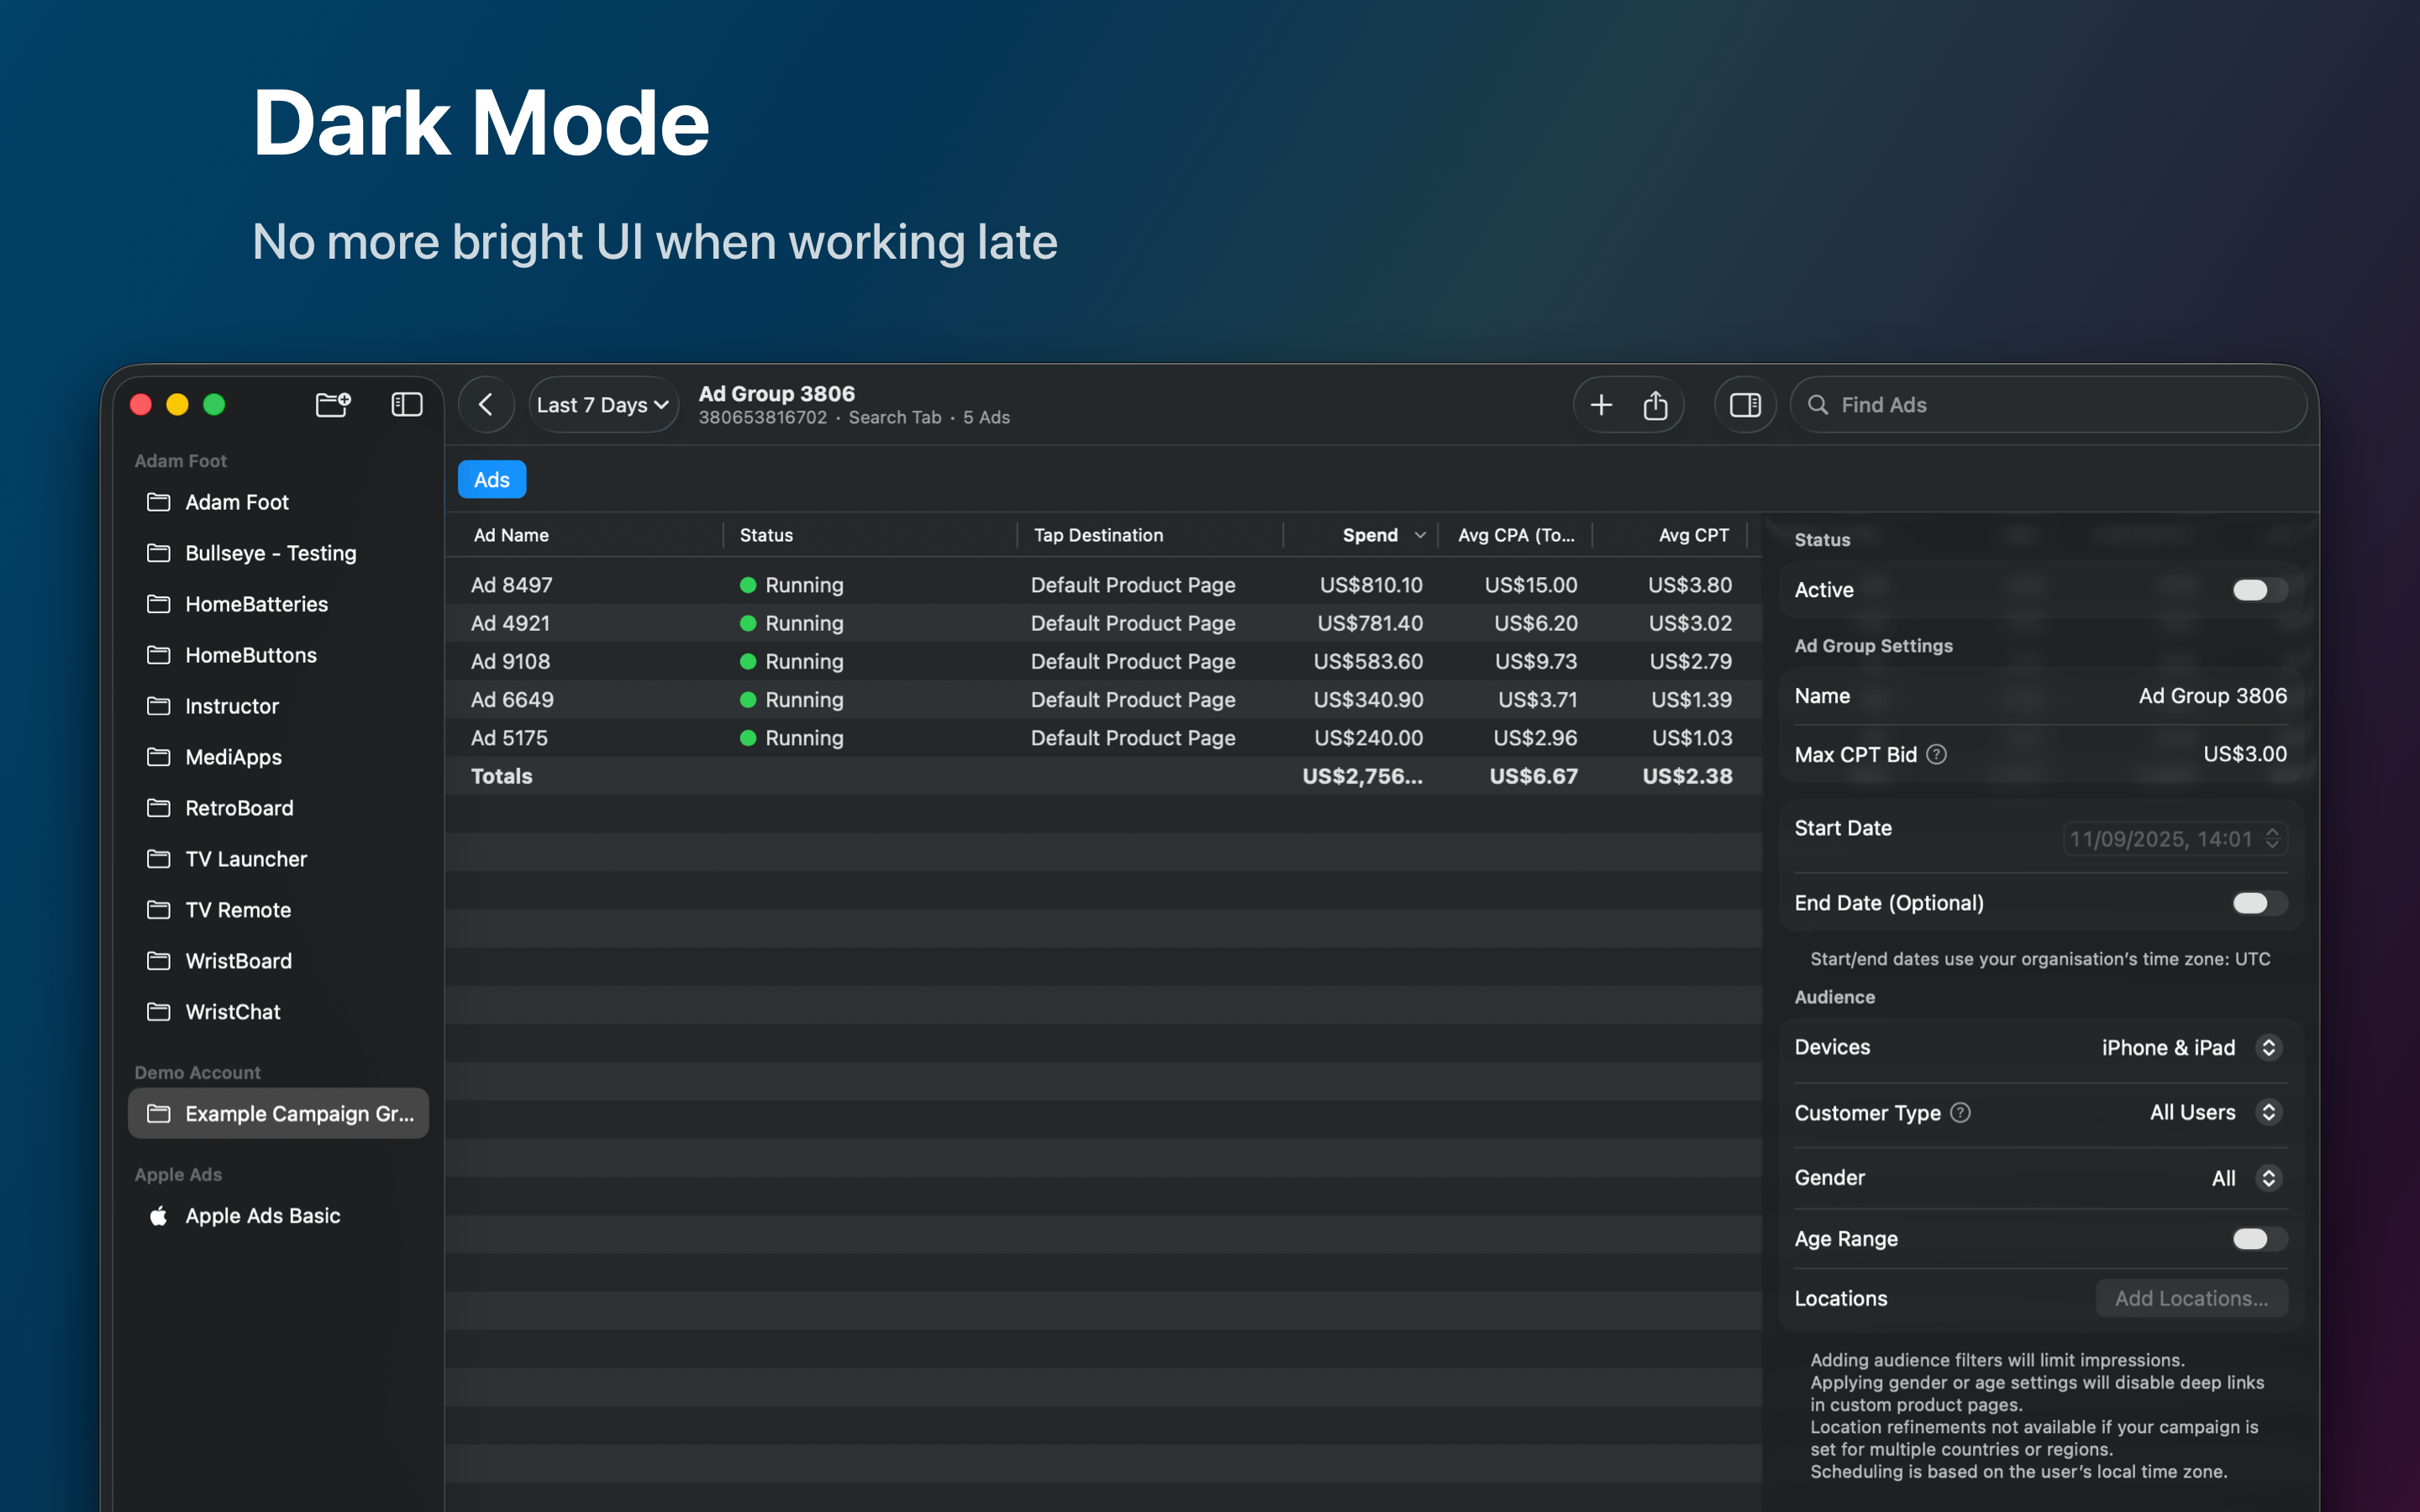 Dark Mode
No more bright UI when working late
Last 7 Days
Ad Group 3806
380653816702 · Search Tab · 5 Ads
Find Ads
Adam Foot
Adam Foot
Bullseye - Testing
HomeBatteries
HomeButtons
Instructor
MediApps
RetroBoard
TV Launcher
TV Remote
WristBoard
WristChat
Demo Account
Example Campaign Gr...
Apple Ads
Apple Ads Basic
Ads
Ad Name Status Tap Destination Spend Avg CPA (To... Avg CPT
Ad 8497 Running Default Product Page US$810.10 US$15.00 US$3.80
Ad 4921 Running Default Product Page US$781.40 US$6.20 US$3.02
Ad 9108 Running Default Product Page US$583.60 US$9.73 US$2.79
Ad 6649 Running Default Product Page US$340.90 US$3.71 US$1.39
Ad 5175 Running Default Product Page US$240.00 US$2.96 US$1.03
Totals US$2,756... US$6.67 US$2.38
Status
Active
Ad Group Settings
Name Ad Group 3806
Max CPT Bid ? US$3.00
Start Date 11/09/2025, 14:01
End Date (Optional)
Start/end dates use your organisation's time zone: UTC
Audience
Devices iPhone & iPad
Customer Type ? All Users
Gender All
Age Range
Locations Add Locations...
Adding audience filters will limit impressions.
Applying gender or age settings will disable deep links
in custom product pages.
Location refinements not available if your campaign is
set for multiple countries or regions.
Scheduling is based on the user's local time zone.